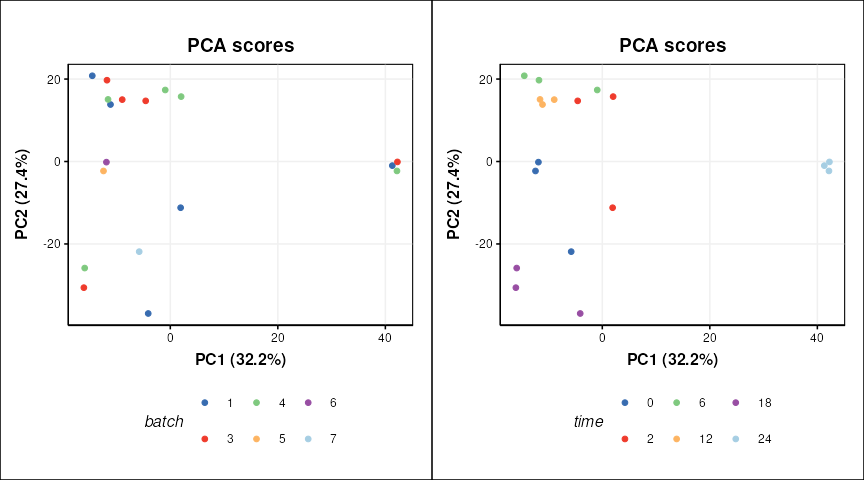 PCA scores
20
0
-20
PC2 (27.4%)
0 20 40
PC1 (32.2%)
batch
1 4 6
3 5 7
PCA scores
20
0
-20
PC2 (27.4%)
0 20 40
PC1 (32.2%)
time
0 6 18
2 12 24